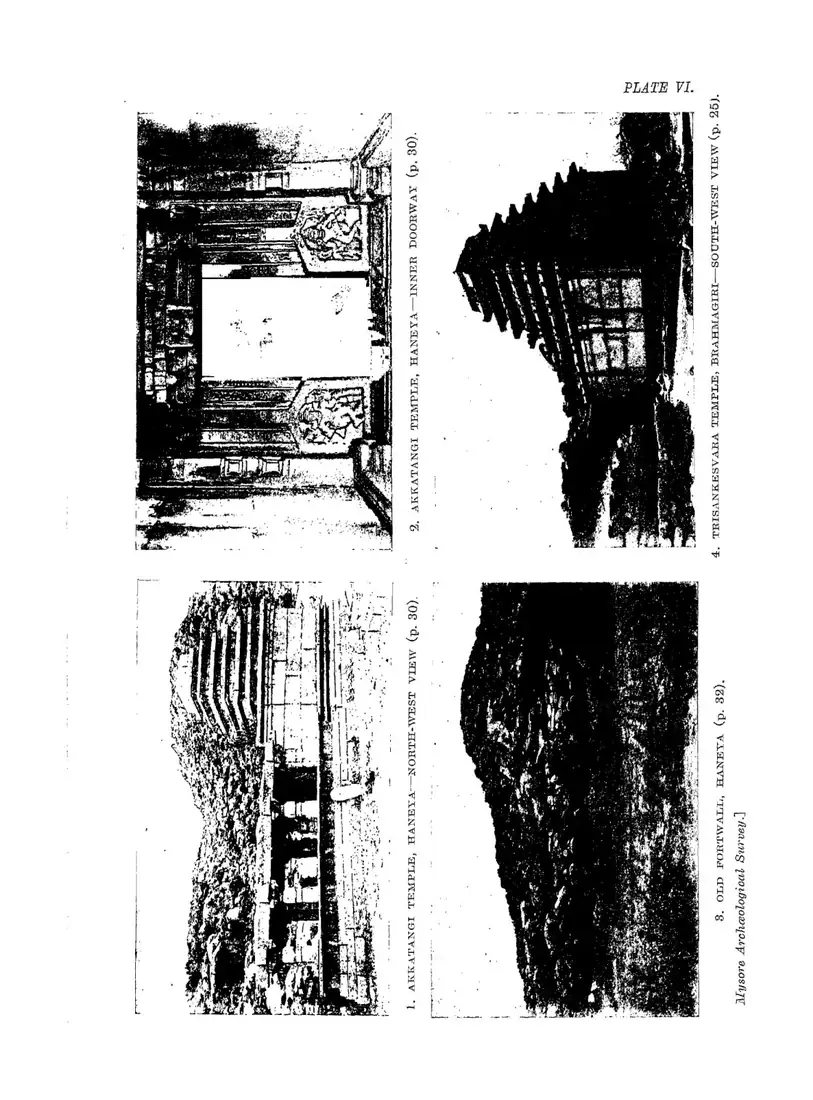 PLATE VI.
1. AKKATANGI TEMPLE, HANEYA—NORTH-WEST VIEW (p. 30).
2. AKKATANGI TEMPLE, HANEYA—INNER DOORWAY (p. 30).
3. OLD FORTWALL, HANEYA (p. 32).
4. TRISANKESVARA TEMPLE, BRAHMAGIRI—SOUTH-WEST VIEW (p. 25).
Mysore Archæological Survey.]